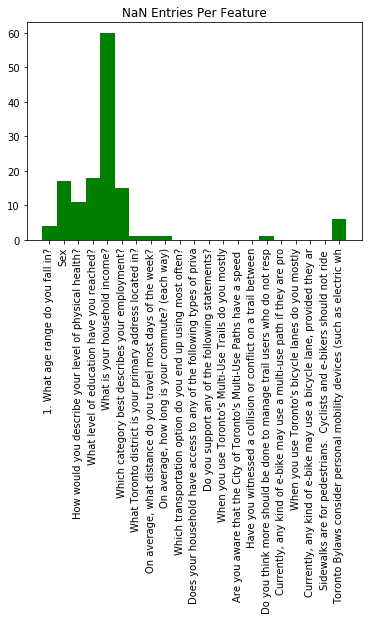 NaN Entries Per Feature
60
50
40
30
20
10
0
1. What age range do you fall in?
Sex
How would you describe your level of physical health?
What level of education have you reached?
What is your household income?
Which category best describes your employment?
What Toronto district is your primary address located in?
On average, what distance do you travel most days of the week?
On average, how long is your commute? (each way)
Which transportation option do you end up using most often?
Does your household have access to any of the following types of priva
Do you support any of the following statements?
When you use Toronto's Multi-Use Trails do you mostly
Are you aware that the City of Toronto's Multi-Use Paths have a speed
Have you witnessed a collision or conflict on a trail between
Do you think more should be done to manage trail users who do not resp
Currently, any kind of e-bike may use a multi-use path if they are pro
When you use Toronto's bicycle lanes do you mostly
Currently, any kind of e-bike may use a bicycle lane, provided they ar
Sidewalks are for pedestrians. Cyclists and e-bikers should not ride
Toronto Bylaws consider personal mobility devices (such as electric wh